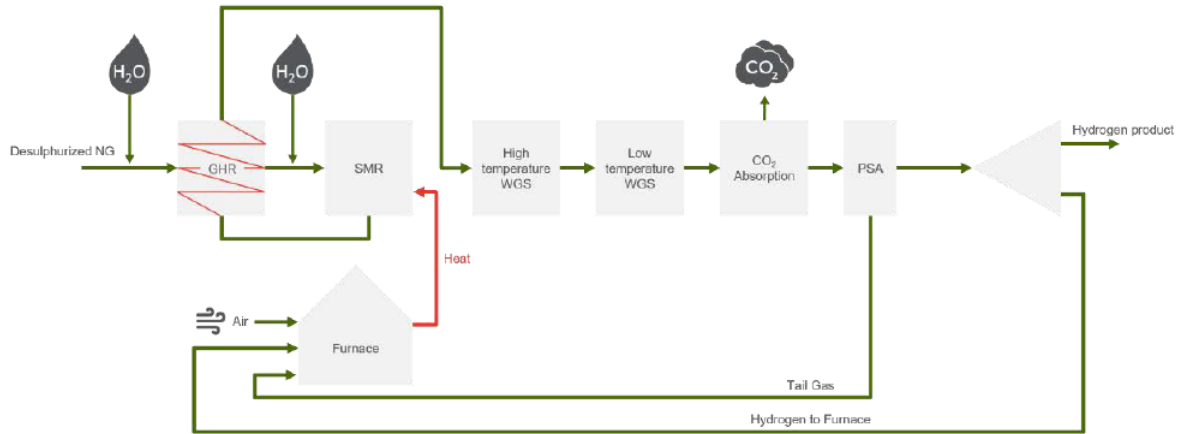 H₂O
H₂O
CO₂
Desulphurized NG
GHR
SMR
High
temperature
WGS
Low
temperature
WGS
CO₂
Absorption
PSA
Hydrogen product
Heat
Air
Furnace
Tail Gas
Hydrogen to Furnace